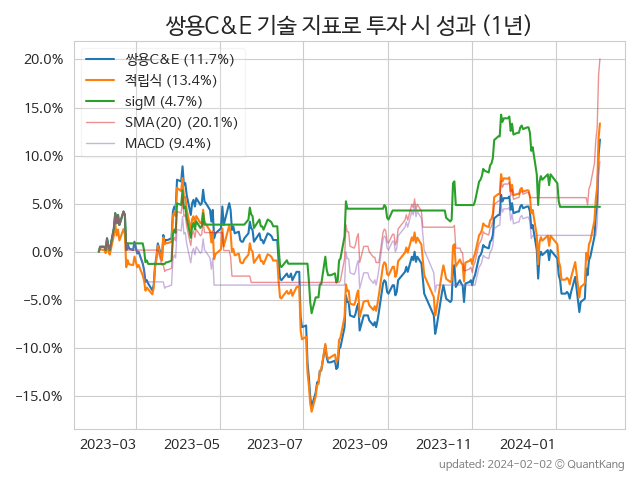 쌍용C&E 기술 지표로 투자 시 성과 (1년)
20.0%
15.0%
10.0%
5.0%
0.0%
−5.0%
−10.0%
−15.0%
쌍용C&E (11.7%)
적립식 (13.4%)
sigM (4.7%)
SMA(20) (20.1%)
MACD (9.4%)
2023-03
2023-05
2023-07
2023-09
2023-11
2024-01
updated: 2024-02-02 © QuantKang